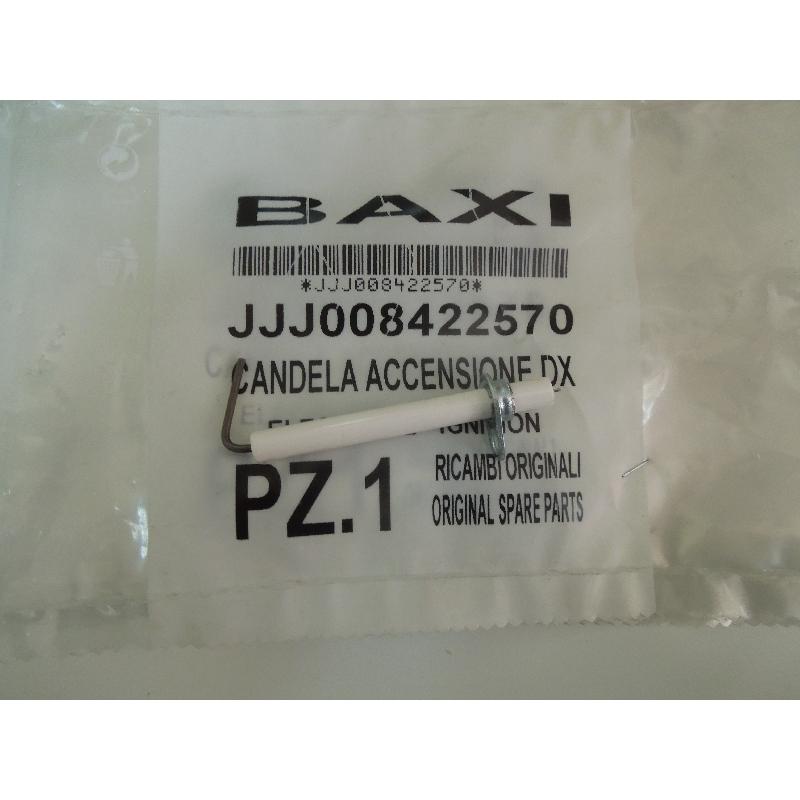 BAXI
*JJJ008422570*
JJJ008422570
CANDELA ACCENSIONE DX
IGNITION
PZ.1
RICAMBI ORIGINALI
ORIGINAL SPARE PARTS